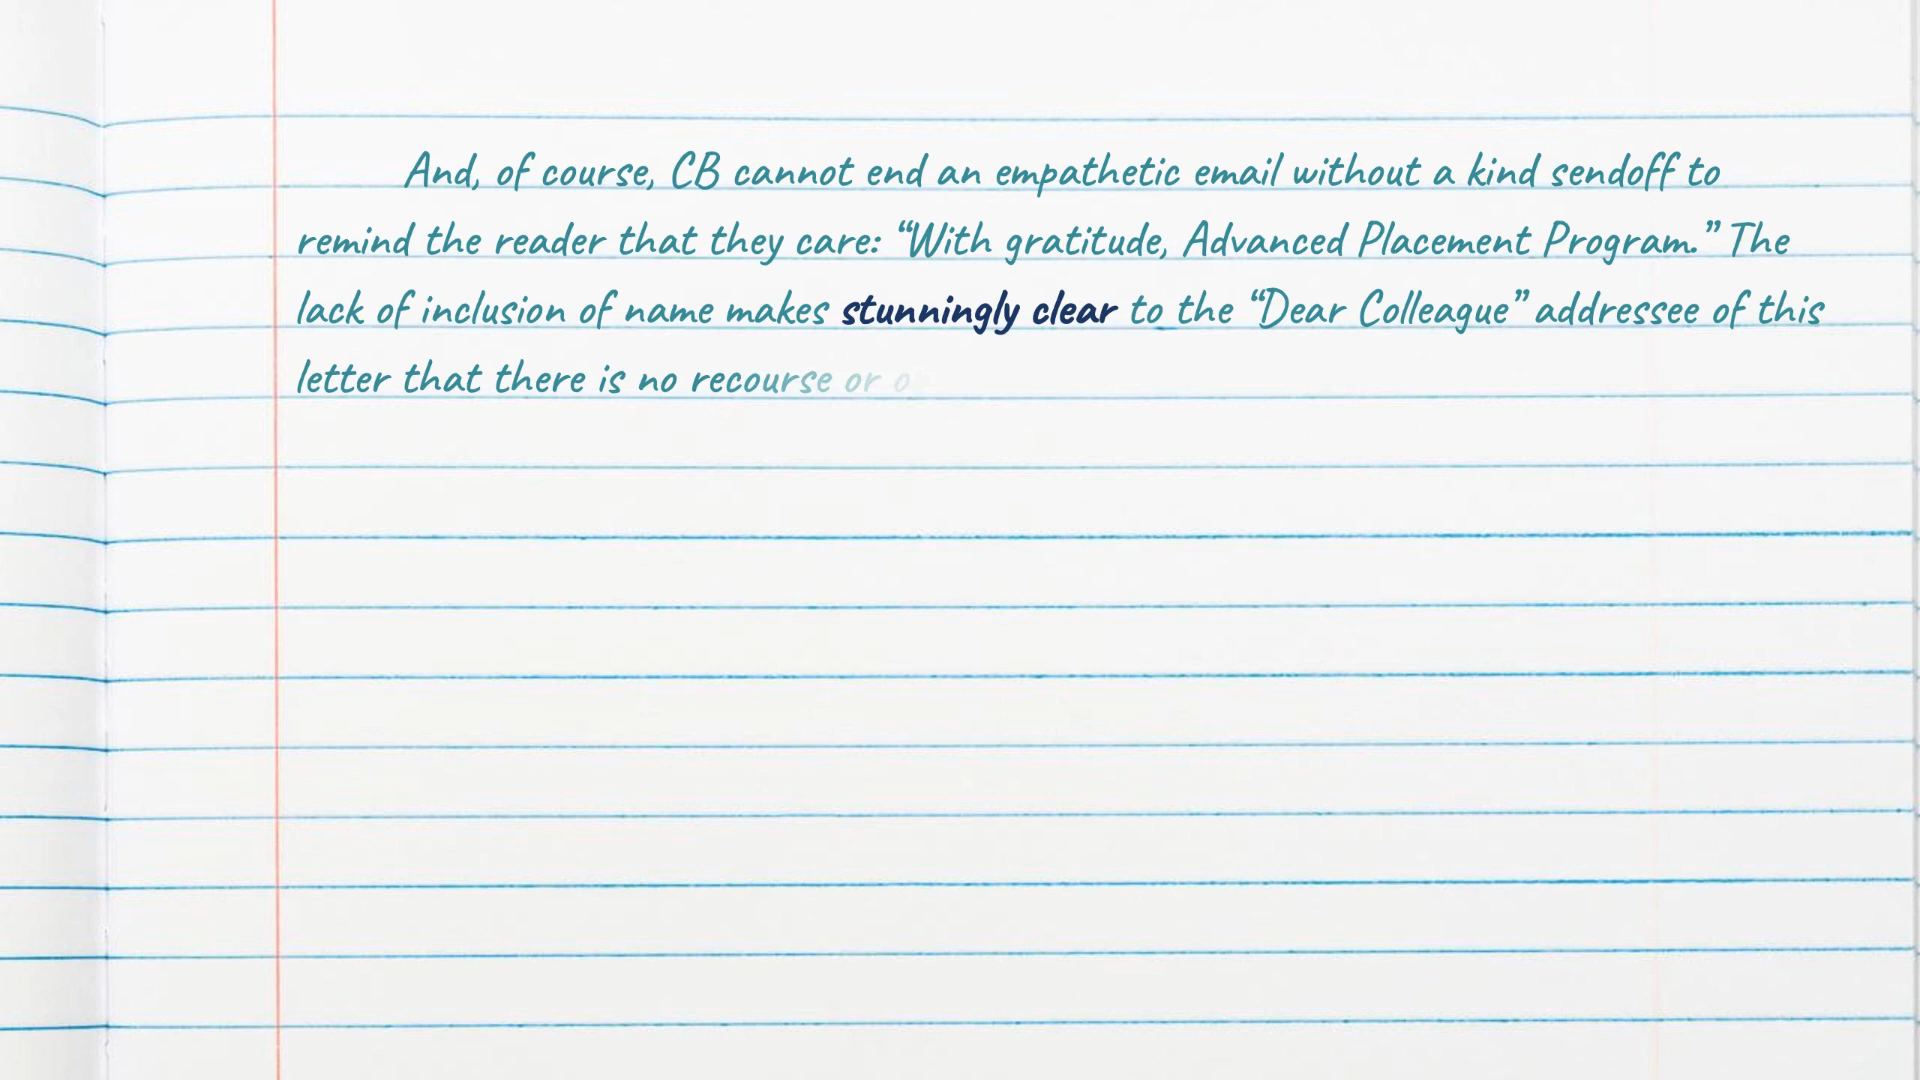 And, of course, CB cannot end an empathetic email without a kind sendoff to
remind the reader that they care: “With gratitude, Advanced Placement Program.” The
lack of inclusion of name makes stunningly clear to the “Dear Colleague” addressee of this
letter that there is no recourse or